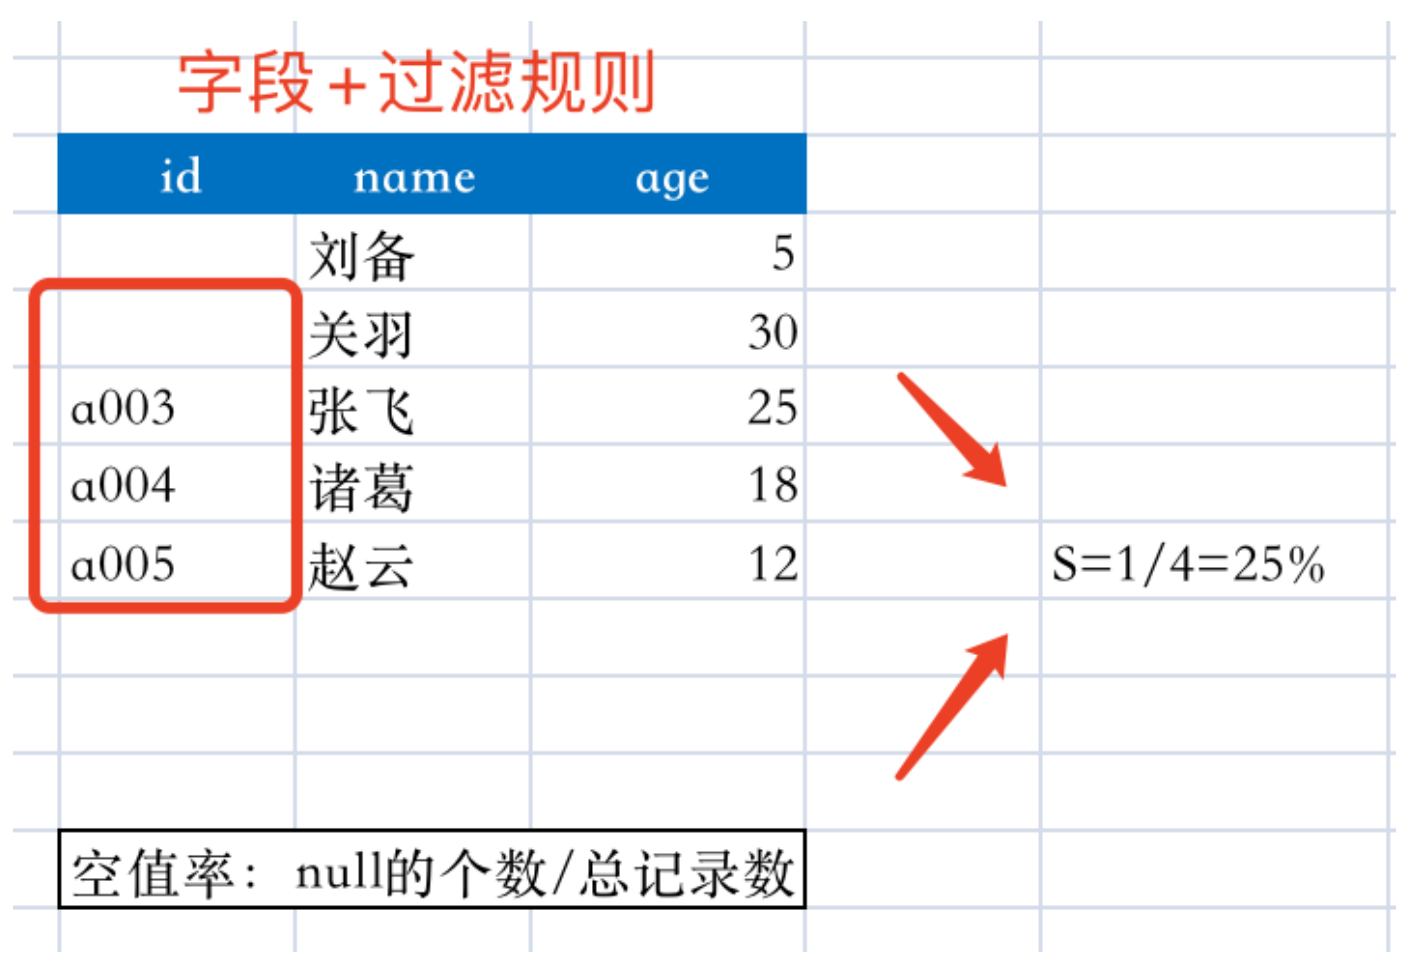 字段+过滤规则
id name age
刘备 5
关羽 30
a003 张飞 25
a004 诸葛 18
a005 赵云 12
S=1/4=25%
空值率：null的个数/总记录数